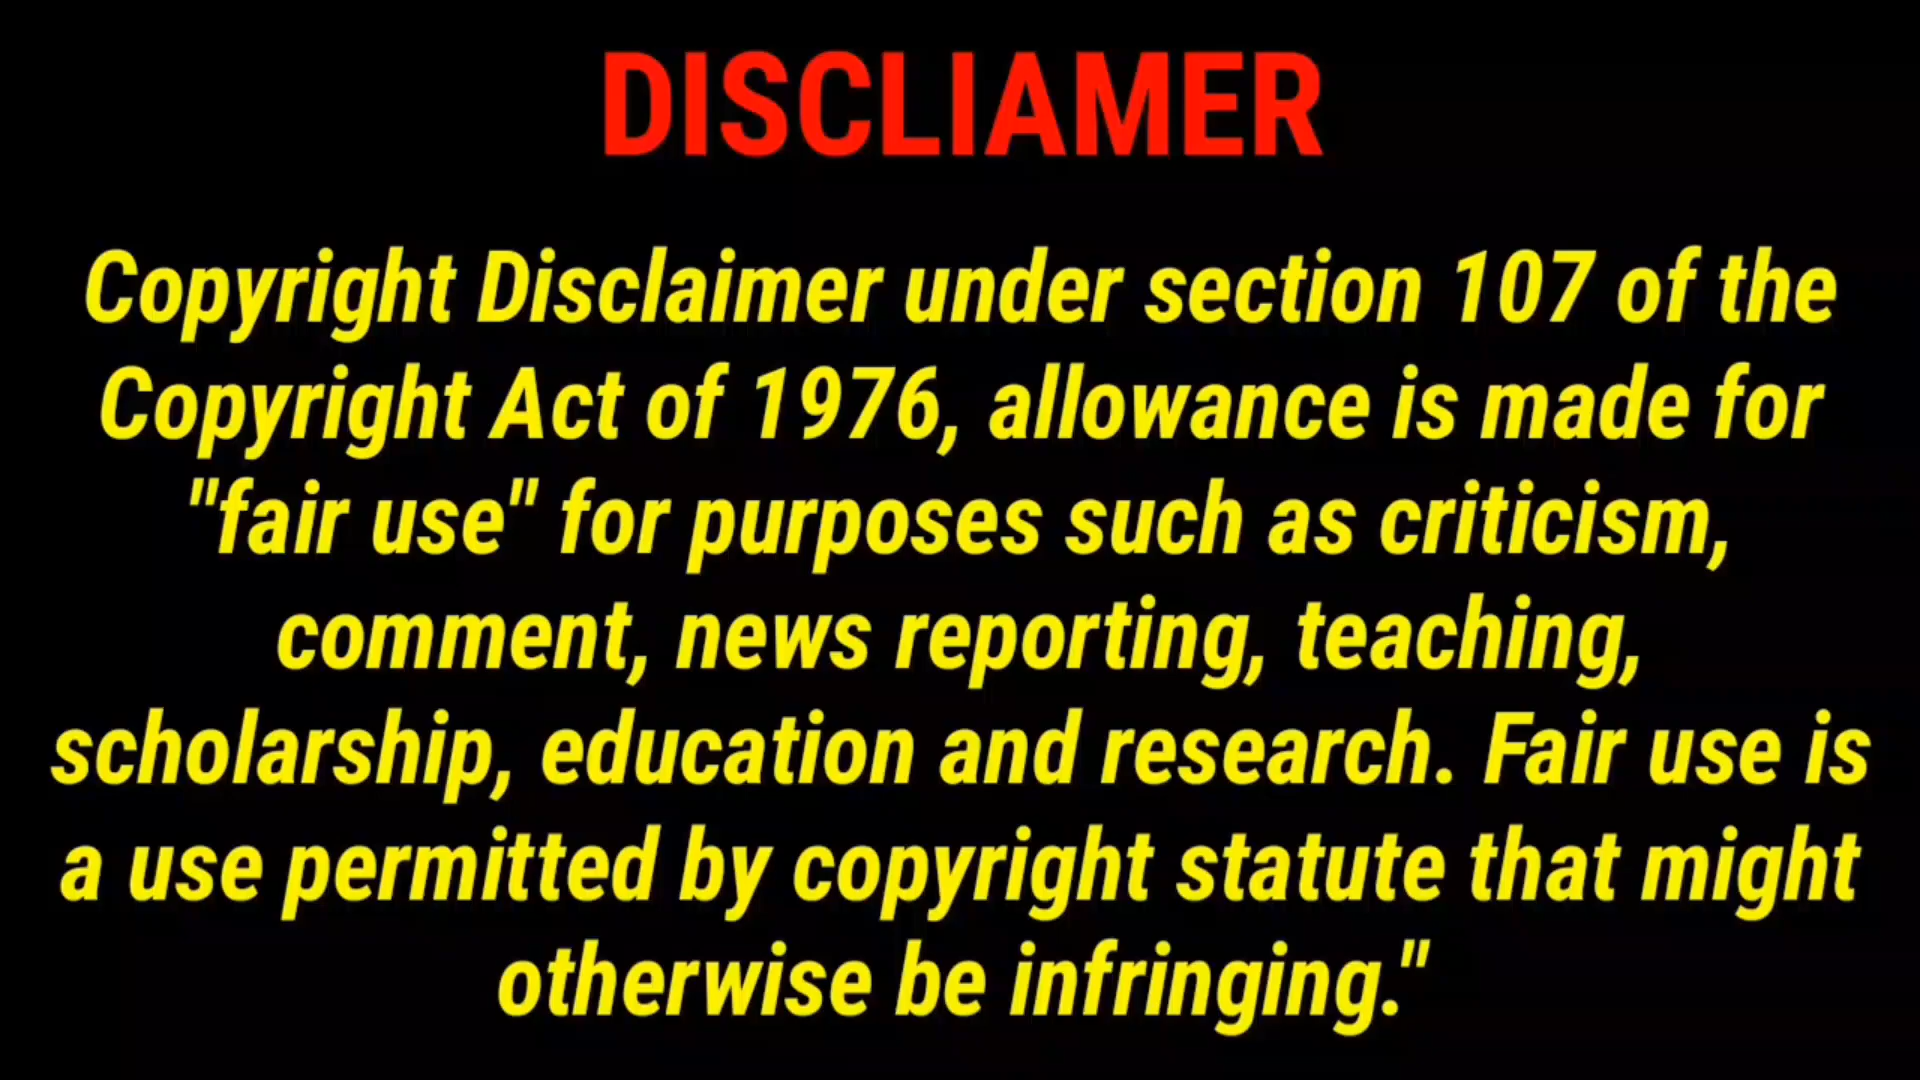 DISCLIAMER
Copyright Disclaimer under section 107 of the
Copyright Act of 1976, allowance is made for
"fair use" for purposes such as criticism,
comment, news reporting, teaching,
scholarship, education and research. Fair use is
a use permitted by copyright statute that might
otherwise be infringing."